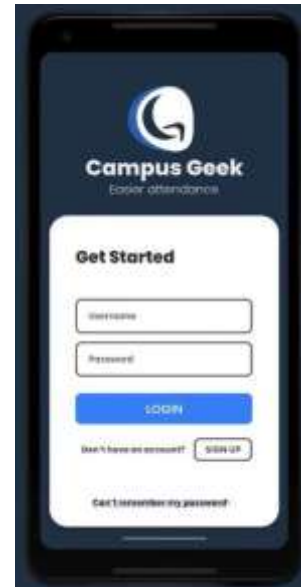 Campus Geek
Easier attendance
Get Started
Username
Password
LOGIN
Don't have an account? SIGN UP
Can't remember my password